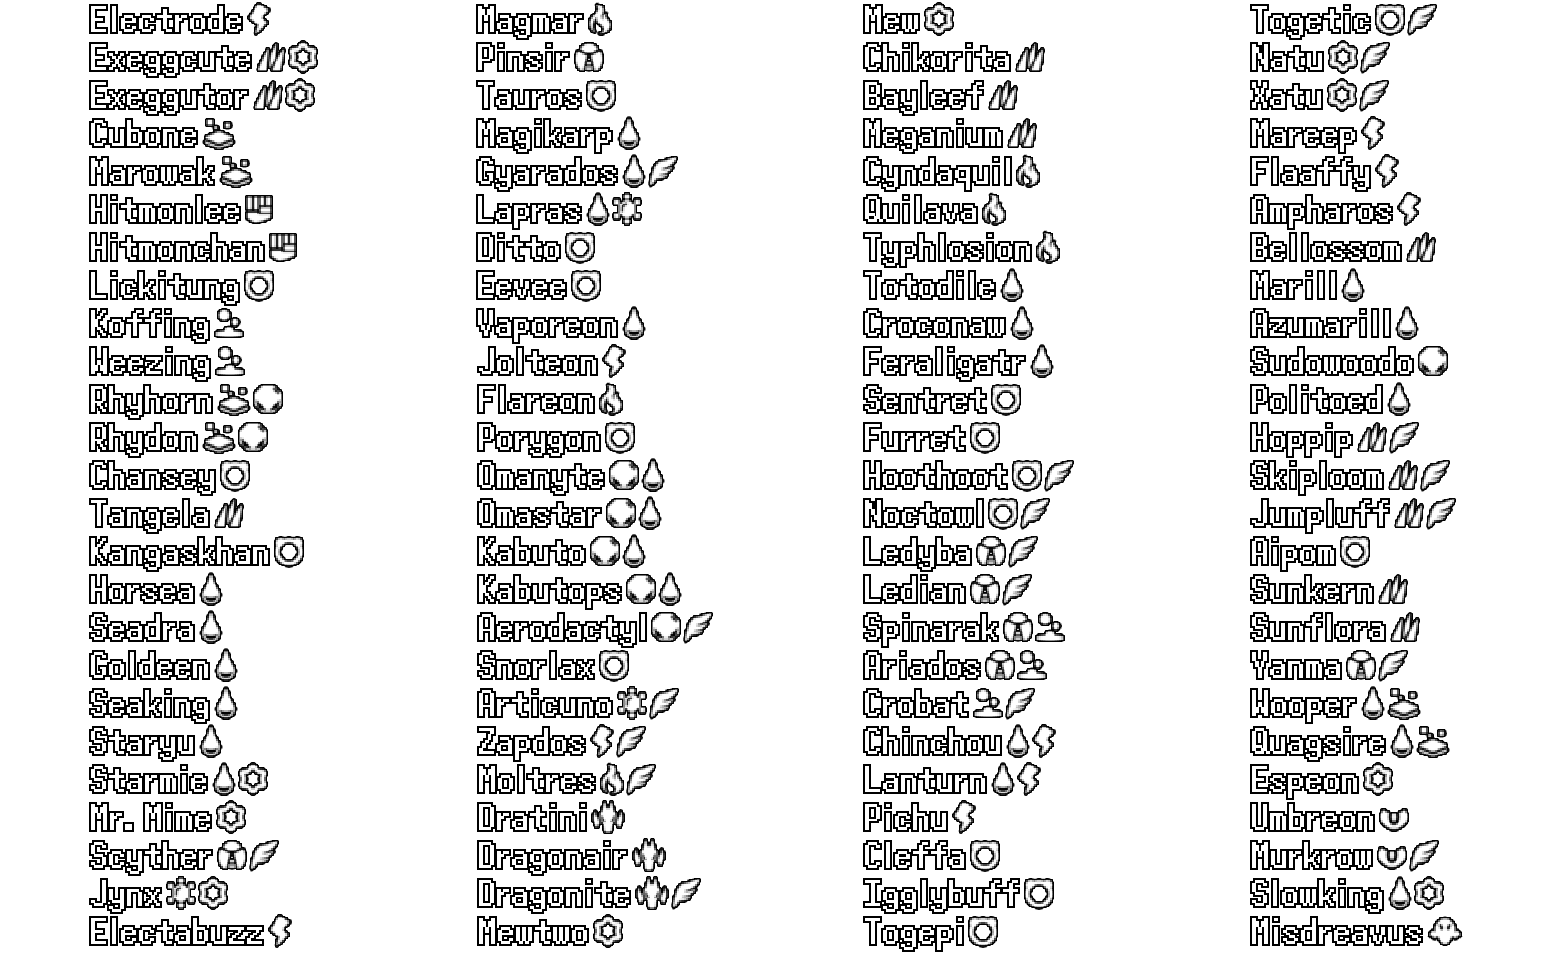 Electrode
Exeggcute
Exeggutor
Cubone
Marowak
Hitmonlee
Hitmonchan
Lickitung
Koffing
Weezing
Rhyhorn
Rhydon
Chansey
Tangela
Kangaskhan
Horsea
Seadra
Goldeen
Seaking
Staryu
Starmie
Mr. Mime
Scyther
Jynx
Electabuzz
Magmar
Pinsir
Tauros
Magikarp
Gyarados
Lapras
Ditto
Eevee
Vaporeon
Jolteon
Flareon
Porygon
Omanyte
Omastar
Kabuto
Kabutops
Aerodactyl
Snorlax
Articuno
Zapdos
Moltres
Dratini
Dragonair
Dragonite
Mewtwo
Mew
Chikorita
Bayleef
Meganium
Cyndaquil
Quilava
Typhlosion
Totodile
Croconaw
Feraligatr
Sentret
Furret
Hoothoot
Noctowl
Ledyba
Ledian
Spinarak
Ariados
Crobat
Chinchou
Lanturn
Pichu
Cleffa
Igglybuff
Togepi
Togetic
Natu
Xatu
Mareep
Flaaffy
Ampharos
Bellossom
Marill
Azumarill
Sudowoodo
Politoed
Hoppip
Skiploom
Jumpluff
Aipom
Sunkern
Sunflora
Yanma
Wooper
Quagsire
Espeon
Umbreon
Murkrow
Slowking
Misdreavus